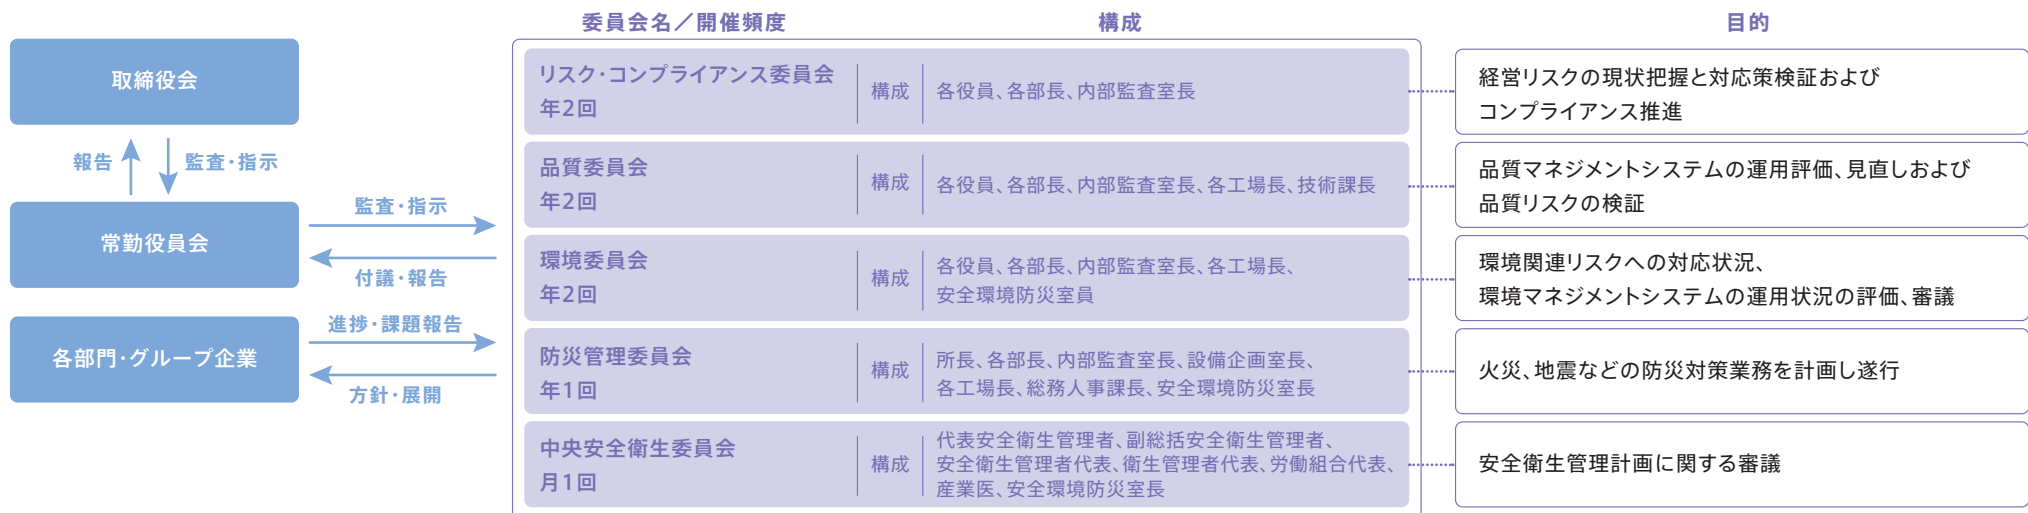 委員会名／開催頻度
構成
目的
取締役会
報告
監査・指示
常勤役員会
監査・指示
付議・報告
各部門・グループ企業
進捗・課題報告
方針・展開
リスク・コンプライアンス委員会
年2回
構成
各役員、各部長、内部監査室長
経営リスクの現状把握と対応策検証および
コンプライアンス推進
品質委員会
年2回
構成
各役員、各部長、内部監査室長、各工場長、技術課長
品質マネジメントシステムの運用評価、見直しおよび
品質リスクの検証
環境委員会
年2回
構成
各役員、各部長、内部監査室長、各工場長、
安全環境防災室員
環境関連リスクへの対応状況、
環境マネジメントシステムの運用状況の評価、審議
防災管理委員会
年1回
構成
所長、各部長、内部監査室長、設備企画室長、
各工場長、総務人事課長、安全環境防災室長
火災、地震などの防災対策業務を計画し遂行
中央安全衛生委員会
月1回
構成
代表安全衛生管理者、副総括安全衛生管理者、
安全衛生管理者代表、衛生管理者代表、労働組合代表、
産業医、安全環境防災室長
安全衛生管理計画に関する審議